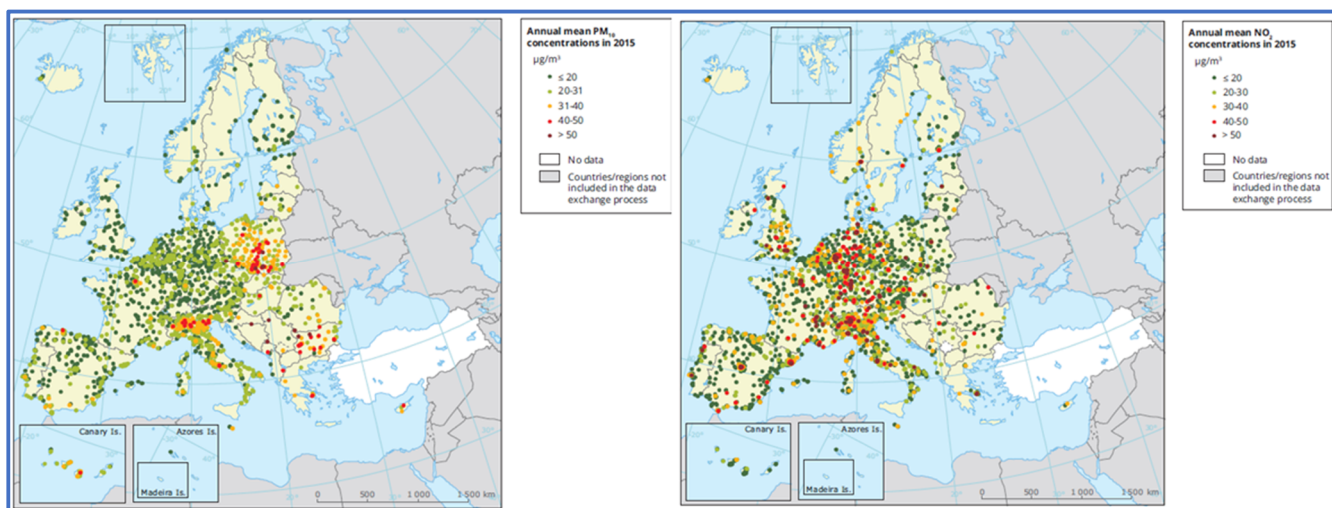 Annual mean PM₁₀
concentrations in 2015
µg/m³
≤ 20
20-31
31-40
40-50
> 50
No data
Countries/regions not
included in the data
exchange process
Canary Is.
Azores Is.
Madeira Is.
0 500 1 000 1 500 km
Annual mean NO₂
concentrations in 2015
µg/m³
≤ 20
20-30
30-40
40-50
> 50
No data
Countries/regions not
included in the data
exchange process
Canary Is.
Azores Is.
Madeira Is.
0 500 1 000 1 500 km